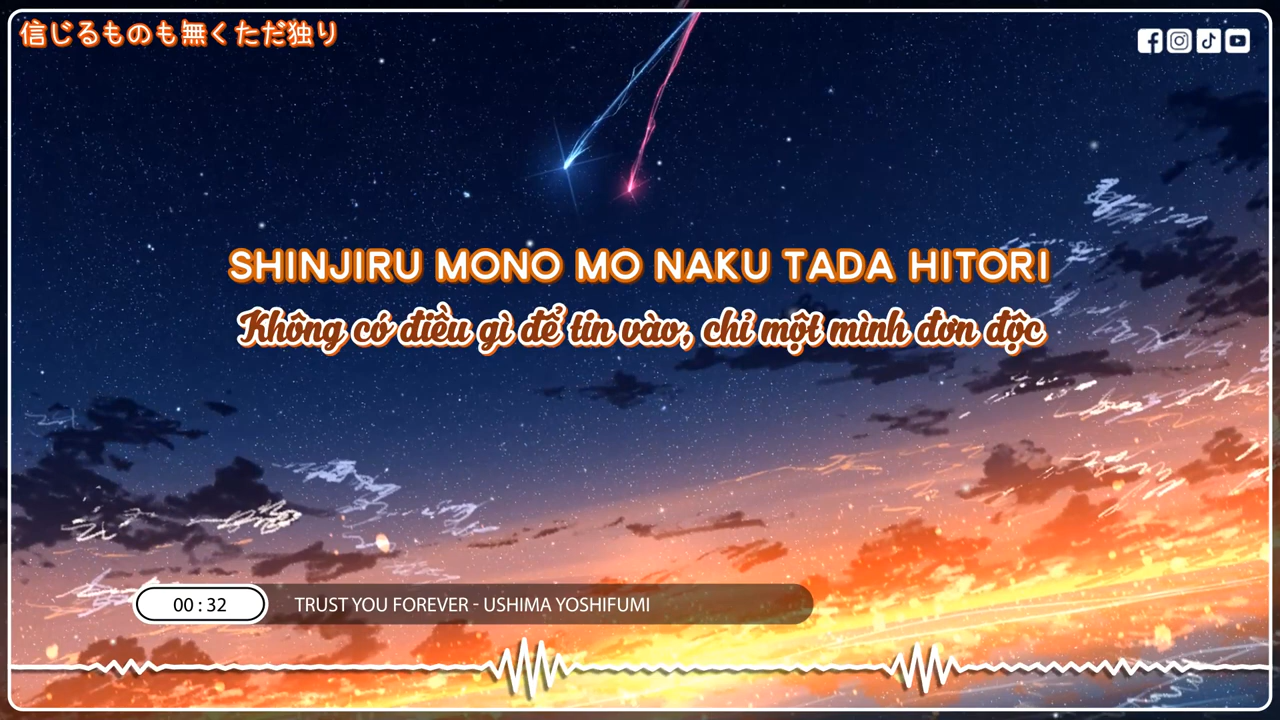 信じるものも無くただ独り
SHINJIRU MONO MO NAKU TADA HITORI
Không có điều gì để tin vào, chỉ một mình đơn độc
00 : 32
TRUST YOU FOREVER - USHIMA YOSHIFUMI